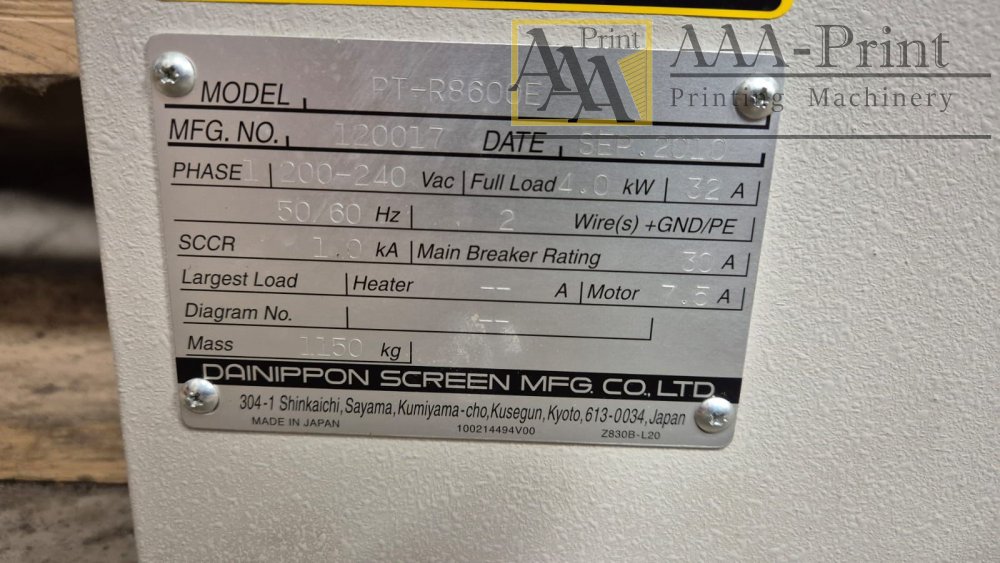 Print
AAA
AAA-Print
Printing Machinery
MODEL PT-R8600E
MFG. NO. 120017 DATE SEP.2010
PHASE 1 200-240 Vac Full Load 4.0 kW 32 A
50/60 Hz 2 Wire(s) +GND/PE
SCCR 1.0 kA Main Breaker Rating 30 A
Largest Load Heater -- A Motor 7.5 A
Diagram No. --
Mass 1150 kg
DAINIPPON SCREEN MFG. CO., LTD.
304-1 Shinkaichi, Sayama, Kumiyama-cho, Kusegun, Kyoto, 613-0034, Japan
MADE IN JAPAN 100214494V00 Z830B-L20